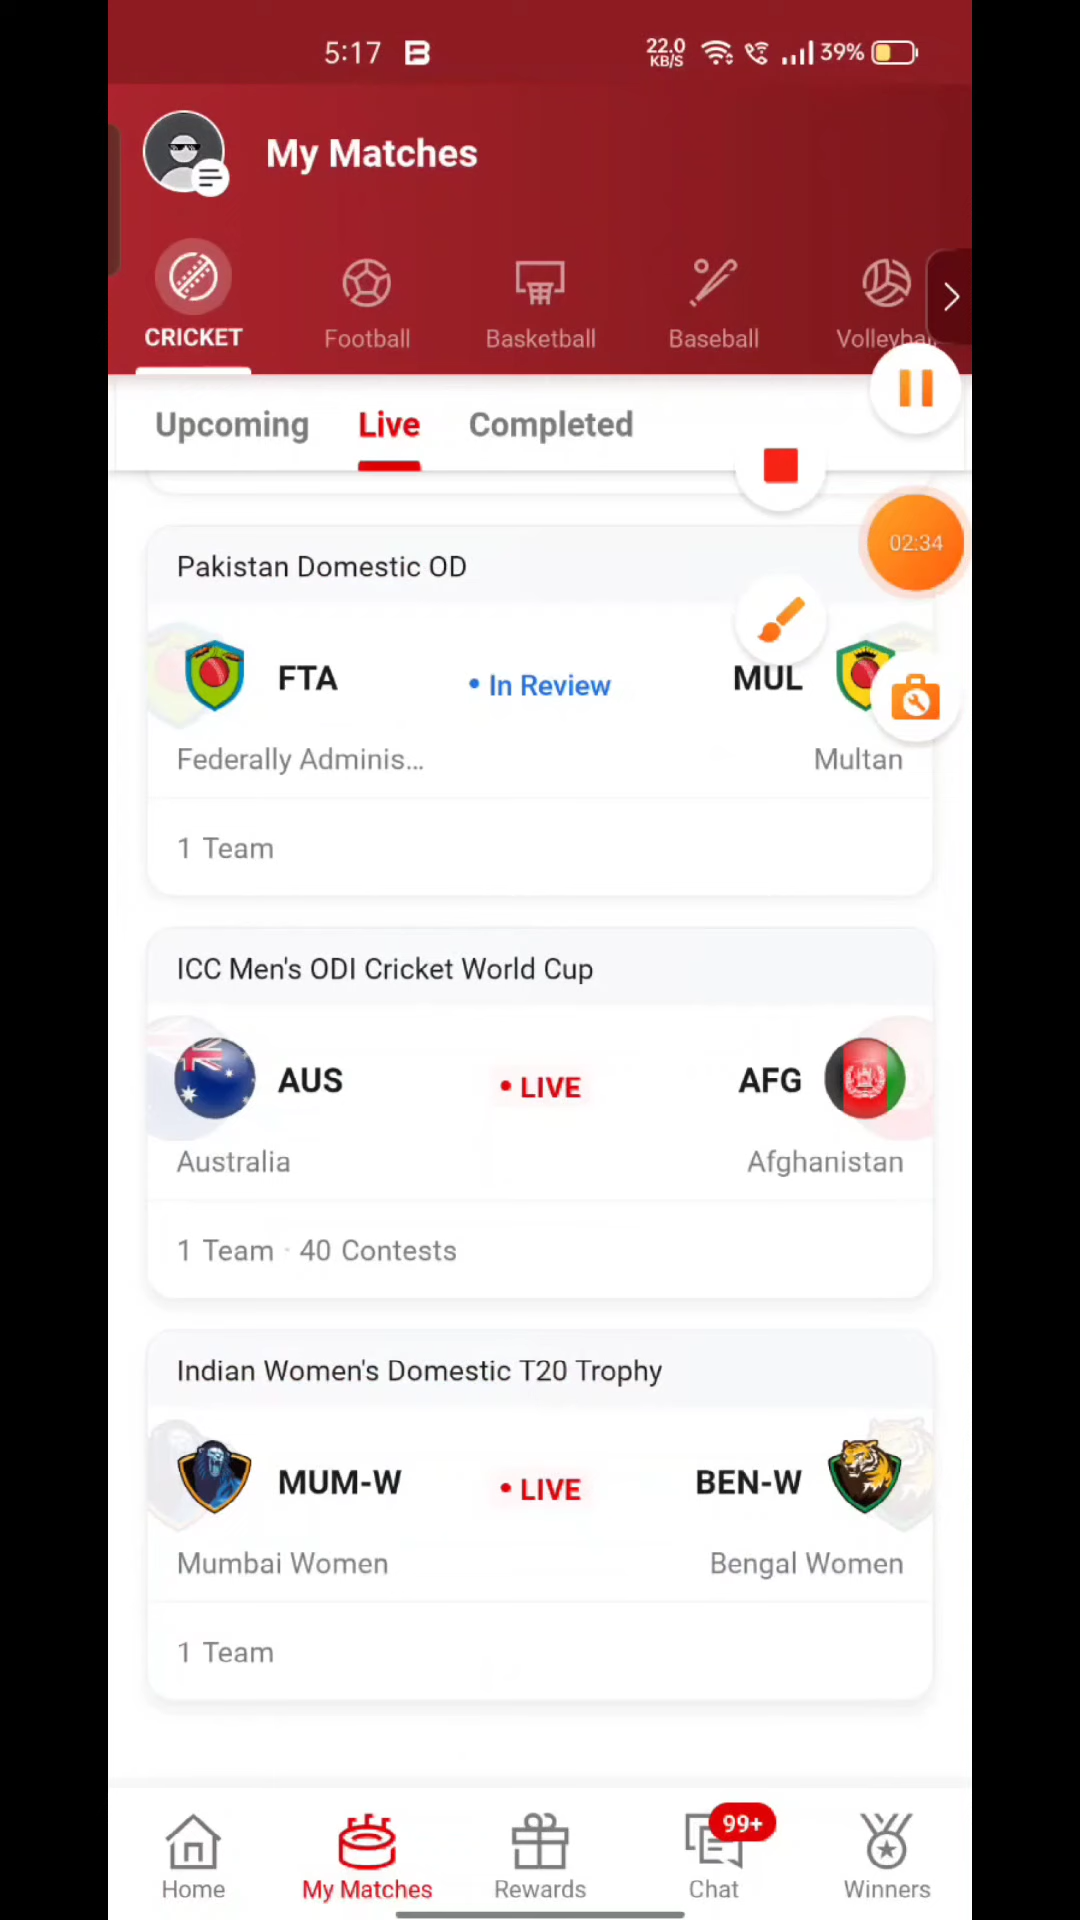 5:17
22.0
KB/S
39%
My Matches
CRICKET
Football
Basketball
Baseball
Upcoming
Live
Completed
02:34
Pakistan Domestic OD
FTA
• In Review
MUL
Federally Adminis...
Multan
1 Team
ICC Men's ODI Cricket World Cup
AUS
• LIVE
AFG
Australia
Afghanistan
1 Team · 40 Contests
Indian Women's Domestic T20 Trophy
MUM-W
• LIVE
BEN-W
Mumbai Women
Bengal Women
1 Team
99+
Home
My Matches
Rewards
Chat
Winners